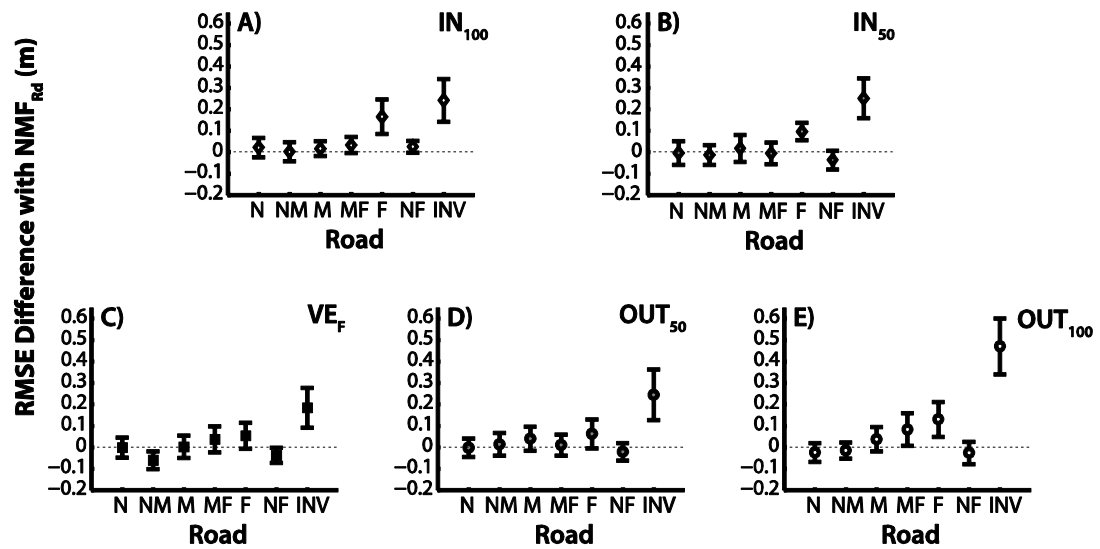 RMSE Difference with NMF_Rd (m)
A) IN_100
0.6
0.5
0.4
0.3
0.2
0.1
0
−0.1
−0.2
N NM M MF F NF INV
Road
B) IN_50
0.6
0.5
0.4
0.3
0.2
0.1
0
−0.1
−0.2
N NM M MF F NF INV
Road
C) VE_F
0.6
0.5
0.4
0.3
0.2
0.1
0
−0.1
−0.2
N NM M MF F NF INV
Road
D) OUT_50
0.6
0.5
0.4
0.3
0.2
0.1
0
−0.1
−0.2
N NM M MF F NF INV
Road
E) OUT_100
0.6
0.5
0.4
0.3
0.2
0.1
0
−0.1
−0.2
N NM M MF F NF INV
Road